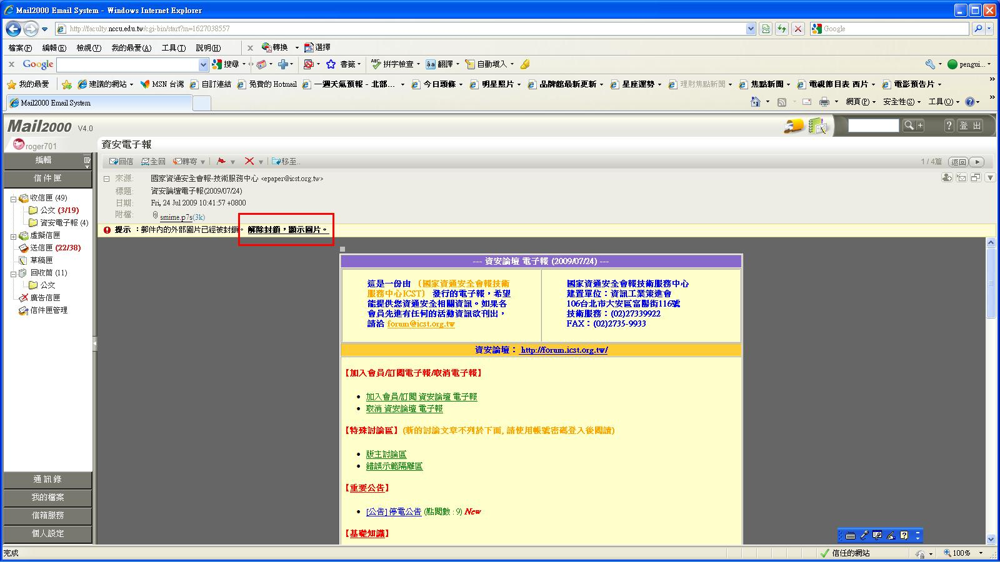 Mail2000 Email System - Windows Internet Explorer
http://faculty.nccu.edu.tw/cgi-bin/start?m=1627038557
Google
檔案(F) 編輯(E) 檢視(V) 我的最愛(A) 工具(T) 說明(H) x 轉換 選擇
x Google 搜尋 書籤 ABC 拼字檢查 翻譯 自動填入 pengui...
我的最愛 建議的網站 MSN 台灣 自訂連結 免費的 Hotmail 一週天氣預報 - 北部... 今日頭條 明星照片 品牌館最新更新 星座運勢 理財焦點新聞 焦點新聞 電視節目表 西片 電影預告片 »
Mail2000 Email System
網頁(P) 安全性(S) 工具(O) »
Mail2000 V4.0
? 登 出
roger701
資安電子報
編輯
回信 全回 轉寄 移至..
1 / 4篇 返回
信件匣
收信匣 (49)
公文 (3/19)
資安電子報 (4)
虛擬信匣
送信匣 (22/38)
草稿匣
回收筒 (11)
公文
廣告信匣
信件匣管理
通訊錄
我的檔案
信箱服務
個人設定
來源: 國家資通安全會報-技術服務中心 <epaper@icst.org.tw>
標題: 資安論壇電子報(2009/07/24)
日期: Fri, 24 Jul 2009 10:41:57 +0800
附檔: smime.p7s(3k)
提示 ：郵件內的外部圖片已經被封鎖。 解除封鎖，顯示圖片。
--- 資安論壇 電子報 (2009/07/24) ---
這是一份由 〔國家資通安全會報技術
服務中心ICST〕 發行的電子報，希望
能提供您資通安全相關資訊。如果各
會員先進有任何的活動資訊欲刊出，
請洽 forum@icst.org.tw
國家資通安全會報技術服務中心
建置單位：資訊工業策進會
106台北市大安區富陽街116號
技術服務：(02)27339922
FAX：(02)2735-9933
資安論壇： http://forum.icst.org.tw/
【加入會員/訂閱電子報/取消電子報】
加入會員/訂閱 資安論壇 電子報
取消 資安論壇 電子報
【特殊討論區】 (新的討論文章不列於下面, 請使用帳號密碼登入後閱讀)
版主討論區
錯誤示範隔離區
【重要公告】
[公告] 停電公告 (點閱數 : 9) New
【基礎知識】
完成
信任的網站
100%